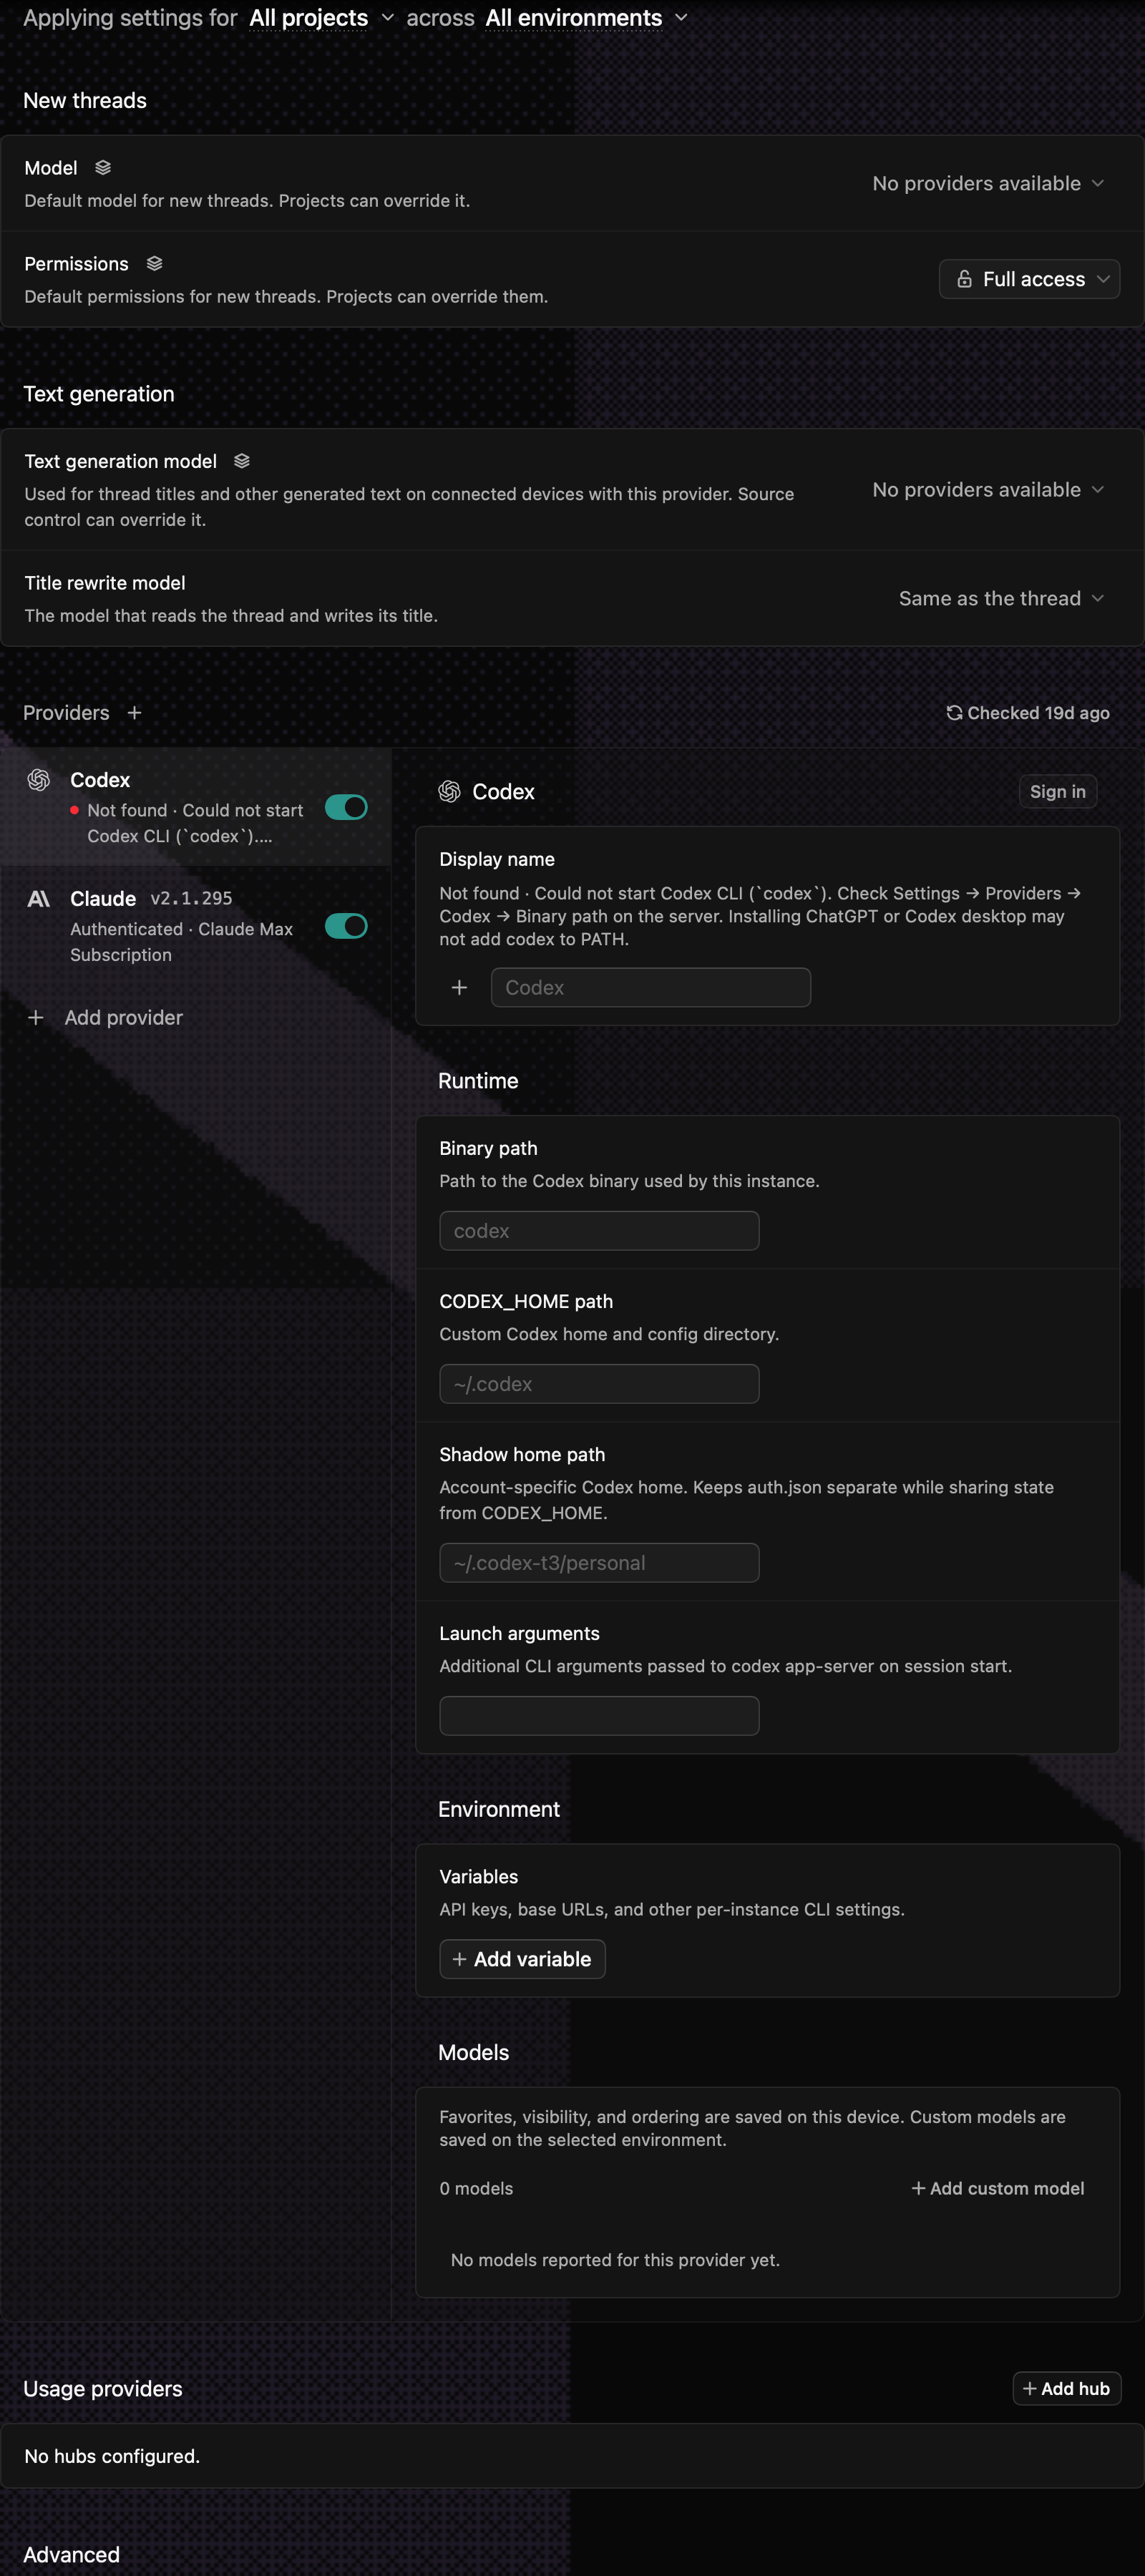 Applying settings for All projects across All environments
New threads
Model
Default model for new threads. Projects can override it.
No providers available
Permissions
Default permissions for new threads. Projects can override them.
Full access
Text generation
Text generation model
Used for thread titles and other generated text on connected devices with this provider. Source
control can override it.
No providers available
Title rewrite model
The model that reads the thread and writes its title.
Same as the thread
Providers +
Checked 19d ago
Codex
Not found · Could not start
Codex CLI (`codex`)....
Claude v2.1.295
Authenticated · Claude Max
Subscription
+ Add provider
Codex
Sign in
Display name
Not found · Could not start Codex CLI (`codex`). Check Settings → Providers →
Codex → Binary path on the server. Installing ChatGPT or Codex desktop may
not add codex to PATH.
+ Codex
Runtime
Binary path
Path to the Codex binary used by this instance.
codex
CODEX_HOME path
Custom Codex home and config directory.
~/.codex
Shadow home path
Account-specific Codex home. Keeps auth.json separate while sharing state
from CODEX_HOME.
~/.codex-t3/personal
Launch arguments
Additional CLI arguments passed to codex app-server on session start.
Environment
Variables
API keys, base URLs, and other per-instance CLI settings.
+ Add variable
Models
Favorites, visibility, and ordering are saved on this device. Custom models are
saved on the selected environment.
0 models
+ Add custom model
No models reported for this provider yet.
Usage providers
+ Add hub
No hubs configured.
Advanced